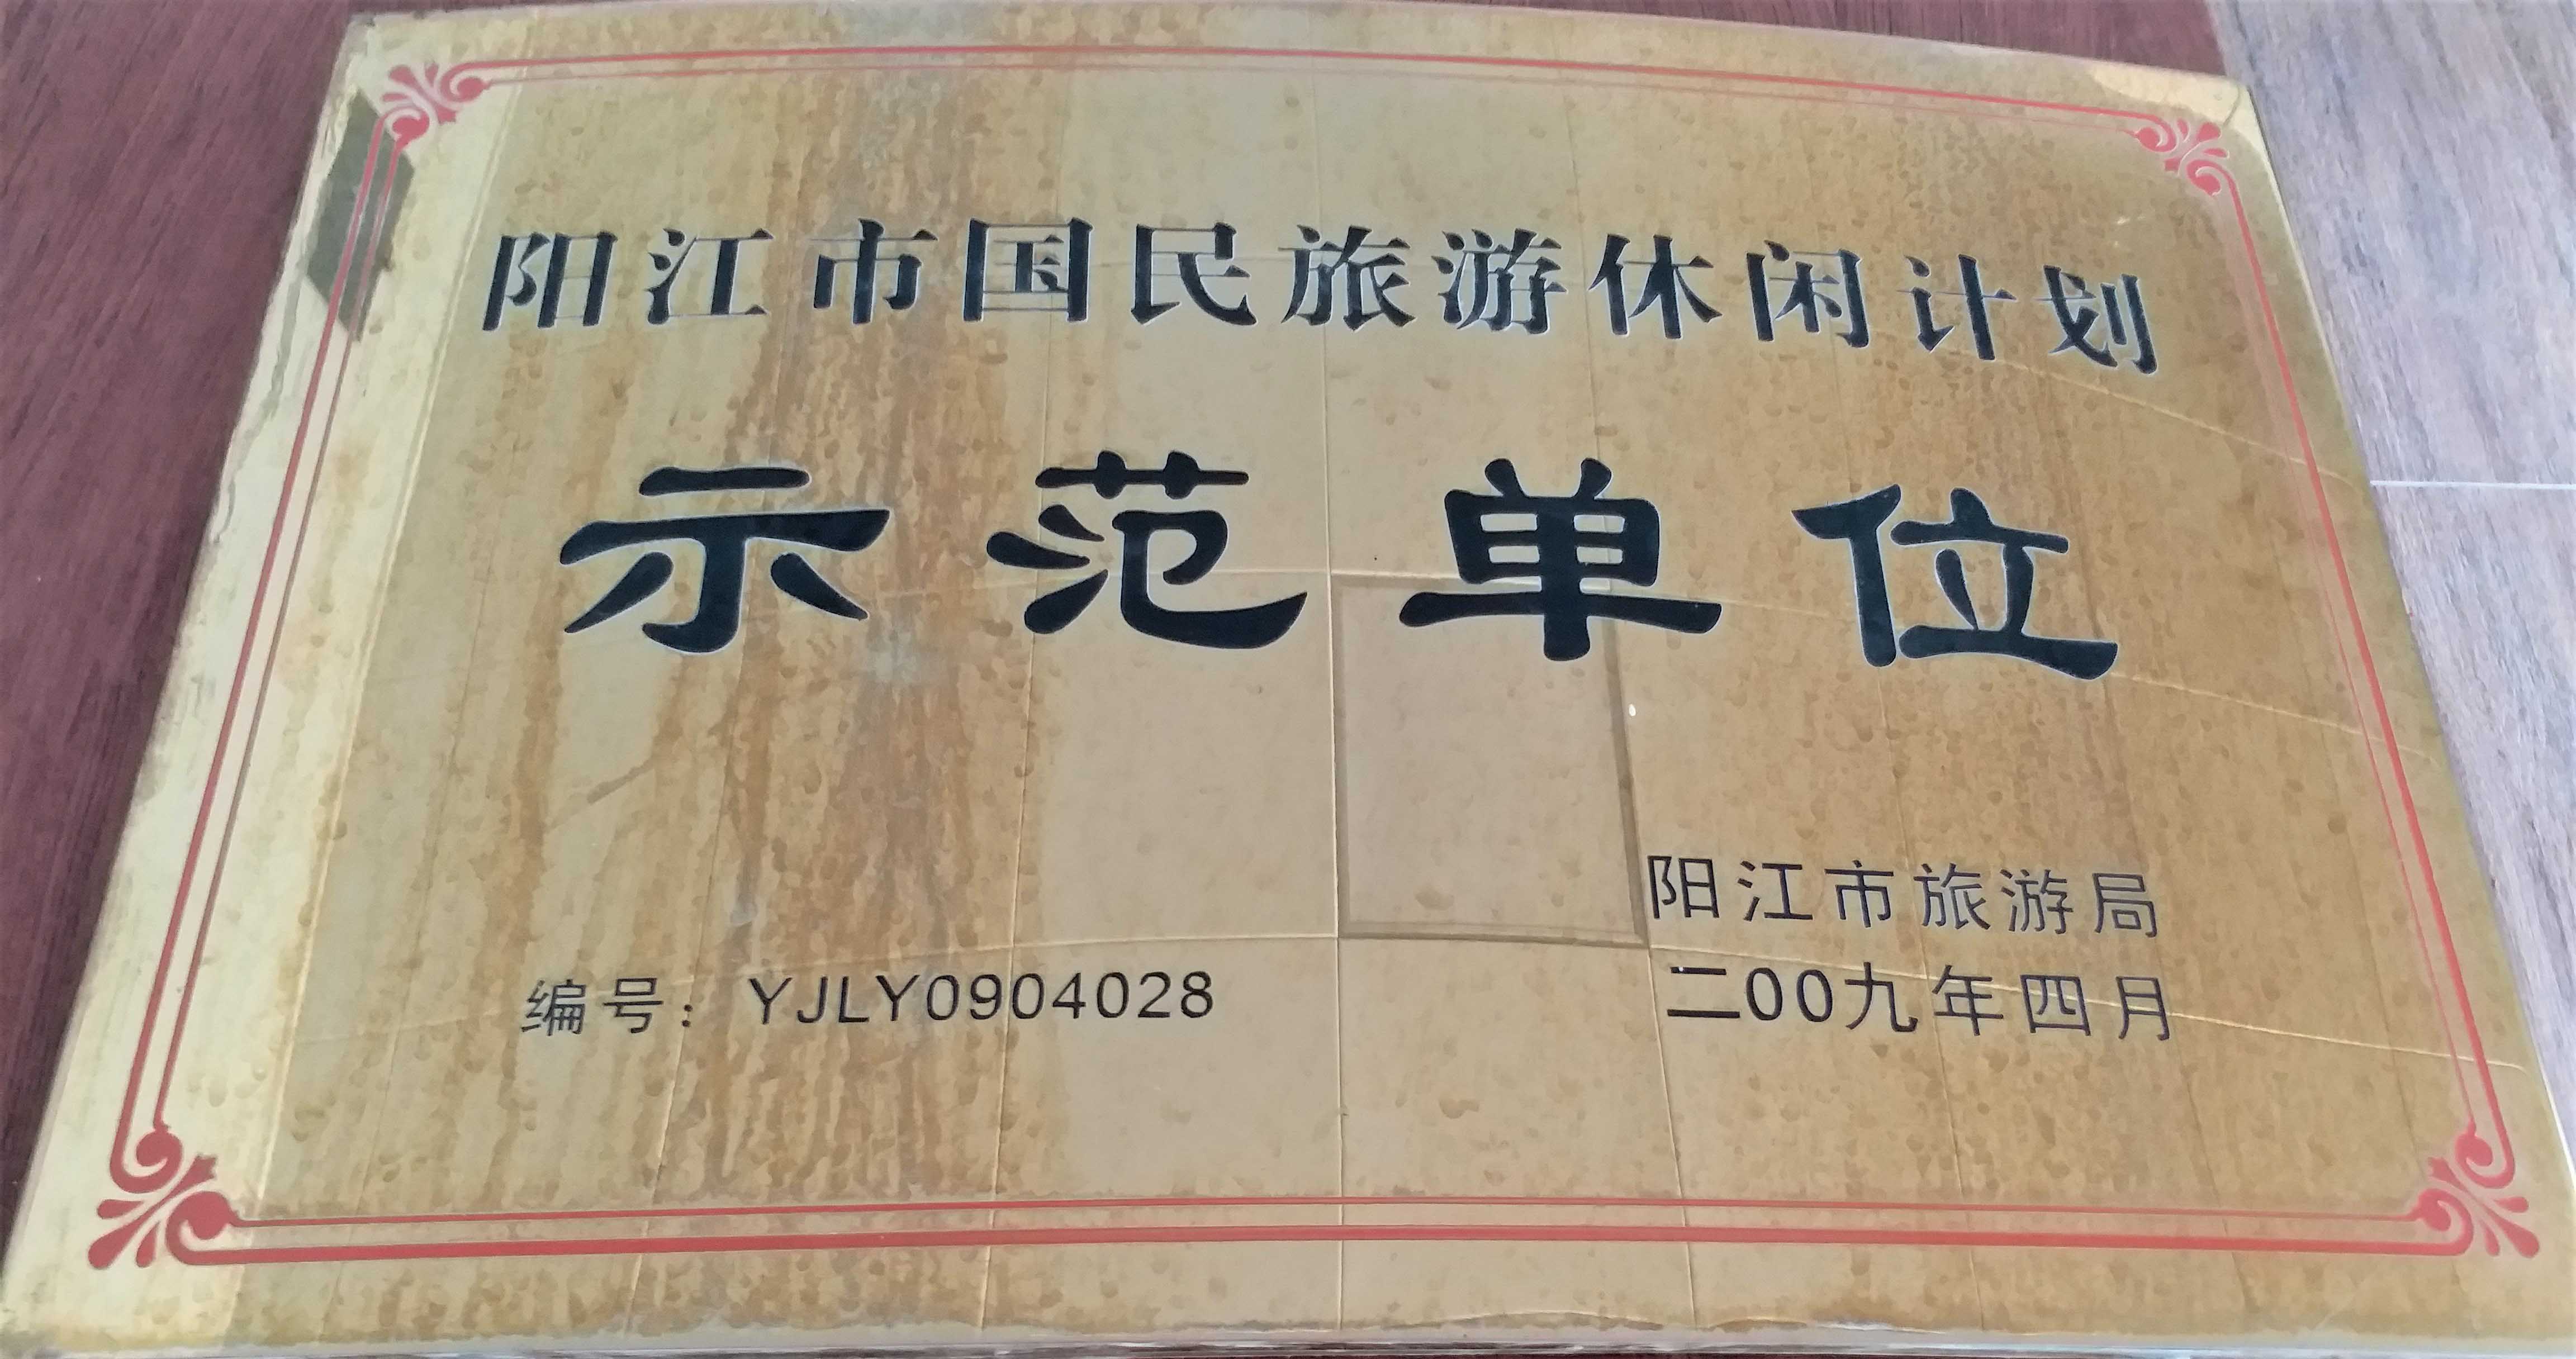 阳江市国民旅游休闲计划
示范单位
阳江市旅游局
编号：YJLY0904028
二00九年四月